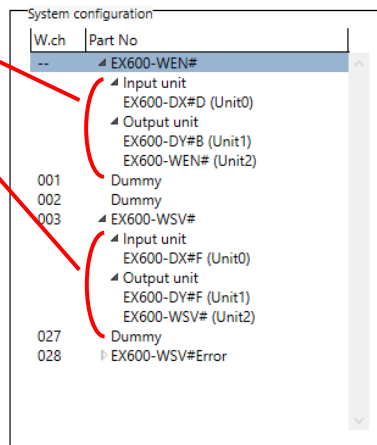 System configuration
W.ch Part No
-- EX600-WEN#
Input unit
EX600-DX#D (Unit0)
Output unit
EX600-DY#B (Unit1)
EX600-WEN# (Unit2)
001 Dummy
002 Dummy
003 EX600-WSV#
Input unit
EX600-DX#F (Unit0)
Output unit
EX600-DY#F (Unit1)
EX600-WSV# (Unit2)
027 Dummy
028 EX600-WSV#Error